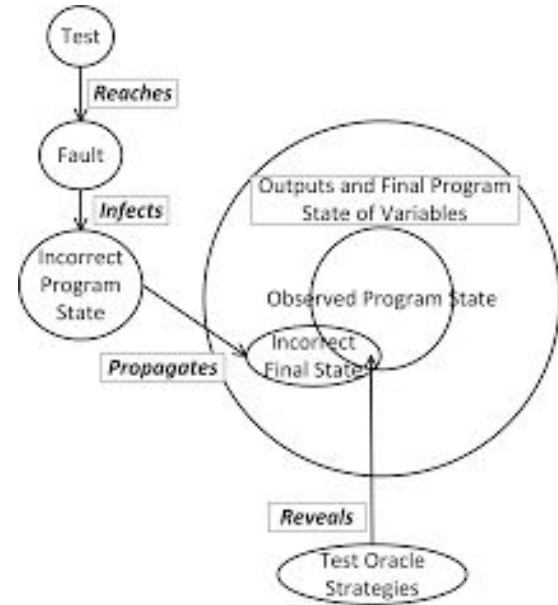 Test
Reaches
Fault
Infects
Incorrect
Program
State
Propagates
Outputs and Final Program
State of Variables
Observed Program State
Incorrect
Final State
Reveals
Test Oracle
Strategies